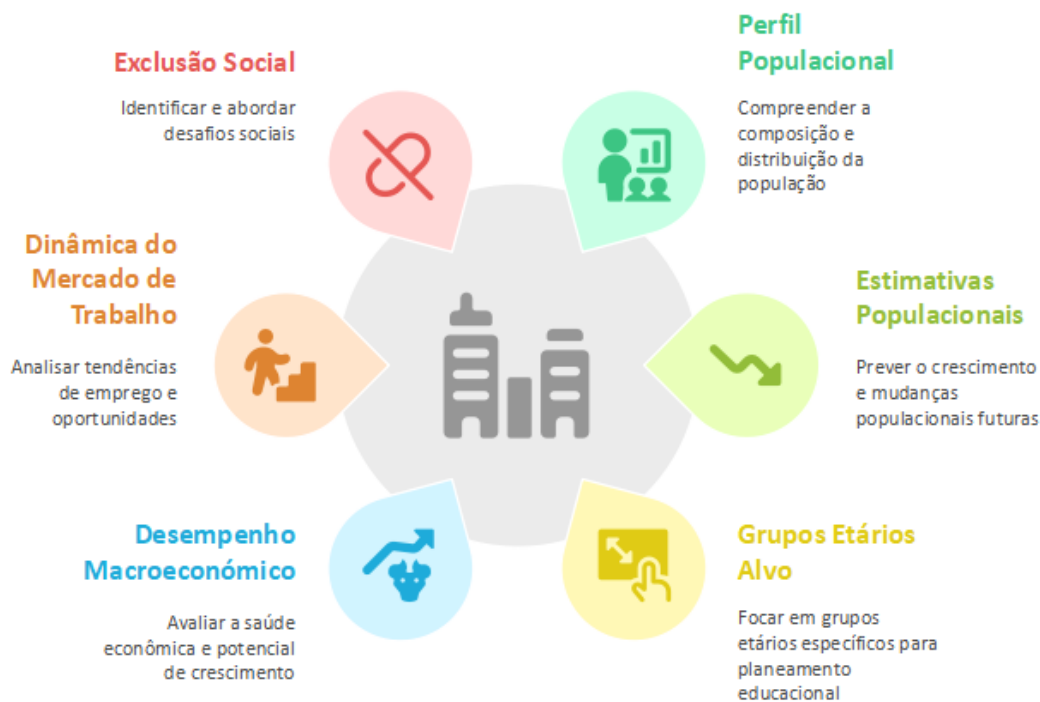 Exclusão Social
Identificar e abordar
desafios sociais
Perfil
Populacional
Compreender a
composição e
distribuição da
população
Dinâmica do
Mercado de
Trabalho
Analisar tendências
de emprego e
oportunidades
Estimativas
Populacionais
Prever o crescimento
e mudanças
populacionais futuras
Desempenho
Macroeconómico
Avaliar a saúde
econômica e potencial
de crescimento
Grupos Etários
Alvo
Focar em grupos
etários específicos para
planeamento
educacional